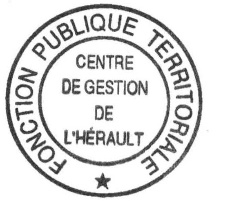 FONCTION PUBLIQUE TERRITORIALE
CENTRE
DE GESTION
DE
L'HÉRAULT